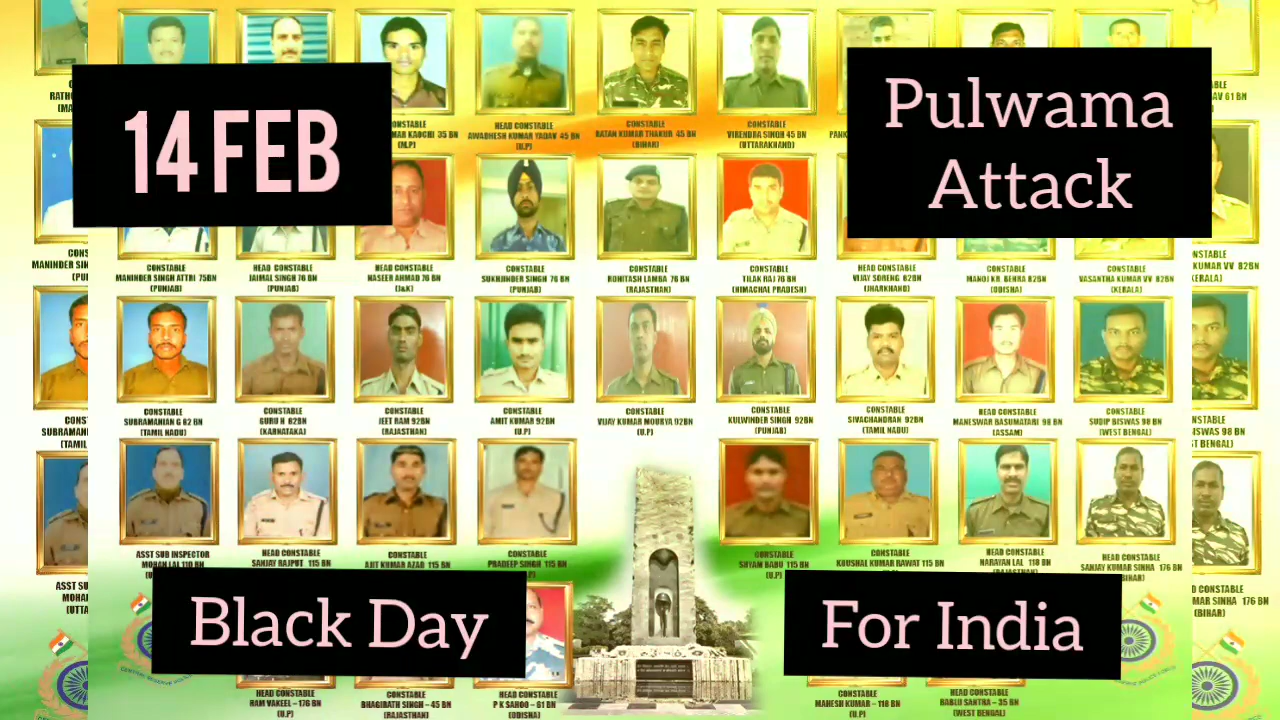 14 FEB
Pulwama
Attack
HEAD CONSTABLE
AWADHESH KUMAR YADAV 45 BN
(U.P)
CONSTABLE
RATAN KUMAR THAKUR 45 BN
(BIHAR)
CONSTABLE
VIRENDRA SINGH 45 BN
(UTTARAKHAND)
CONSTABLE
MANINDER SINGH ATTRI 75BN
(PUNJAB)
HEAD CONSTABLE
JAIMAL SINGH 76 BN
(PUNJAB)
HEAD CONSTABLE
NASEER AHMAD 76 BN
(J&K)
CONSTABLE
SUKHJINDER SINGH 76 BN
(PUNJAB)
CONSTABLE
ROHITASH LAMBA 76 BN
(RAJASTHAN)
CONSTABLE
TILAK RAJ 76 BN
(HIMACHAL PRADESH)
HEAD CONSTABLE
VIJAY SORENG 82BN
(JHARKHAND)
CONSTABLE
MANOJ KR. BEHRA 82BN
(ODISHA)
CONSTABLE
VASANTHA KUMAR VV 82BN
(KERALA)
CONSTABLE
SUBRAMANIAN G 82 BN
(TAMIL NADU)
CONSTABLE
GURU H 82BN
(KARNATAKA)
CONSTABLE
JEET RAM 92BN
(RAJASTHAN)
CONSTABLE
AMIT KUMAR 92BN
(U.P)
CONSTABLE
VIJAY KUMAR MOURYA 92BN
(U.P)
CONSTABLE
KULWINDER SINGH 92BN
(PUNJAB)
CONSTABLE
SIVACHANDRAN 92BN
(TAMIL NADU)
HEAD CONSTABLE
MANESWAR BASUMATARI 98 BN
(ASSAM)
CONSTABLE
SUDIP BISWAS 98 BN
(WEST BENGAL)
ASST SUB INSPECTOR
MOHAN LAL 110 BN
HEAD CONSTABLE
SANJAY RAJPUT 115 BN
CONSTABLE
AJIT KUMAR AZAD 115 BN
CONSTABLE
PRADEEP SINGH 115 BN
CONSTABLE
SHYAM BABU 115 BN
(U.P)
CONSTABLE
KOUSHAL KUMAR RAWAT 115 BN
HEAD CONSTABLE
NARAYAN LAL 118 BN
HEAD CONSTABLE
SANJAY KUMAR SINHA 176 BN
Black Day
For India
HEAD CONSTABLE
RAM VAKEEL – 176 BN
(U.P)
CONSTABLE
BHAGIRATH SINGH – 45 BN
(RAJASTHAN)
HEAD CONSTABLE
P K SAHOO – 61 BN
(ODISHA)
CONSTABLE
MAHESH KUMAR – 118 BN
(U.P)
HEAD CONSTABLE
BABLU SANTRA – 35 BN
(WEST BENGAL)